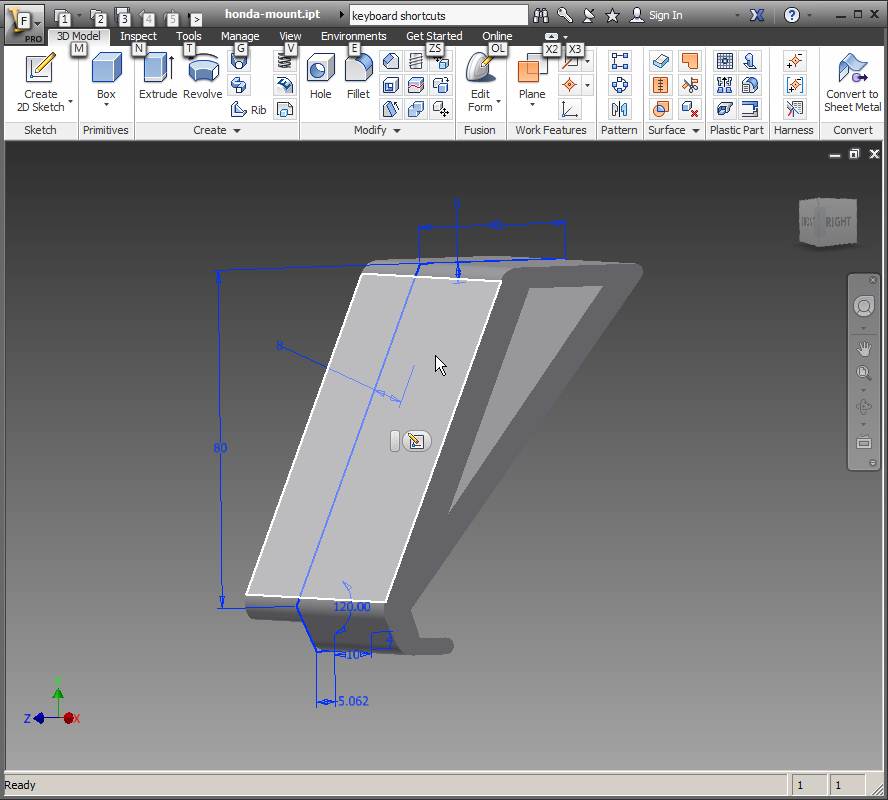 F PRO 1 2 3 4 5 > honda-mount.ipt keyboard shortcuts Sign In
3D Model Inspect Tools Manage View Environments Get Started Online
M N T G V E ZS OL X2 X3
Create 2D Sketch
Box
Extrude
Revolve
Rib
Hole
Fillet
Edit Form
Plane
Convert to Sheet Metal
Sketch Primitives Create Modify Fusion Work Features Pattern Surface Plastic Part Harness Convert
RIGHT
8
80
120.00
10
5.062
Z X
Ready 1 1